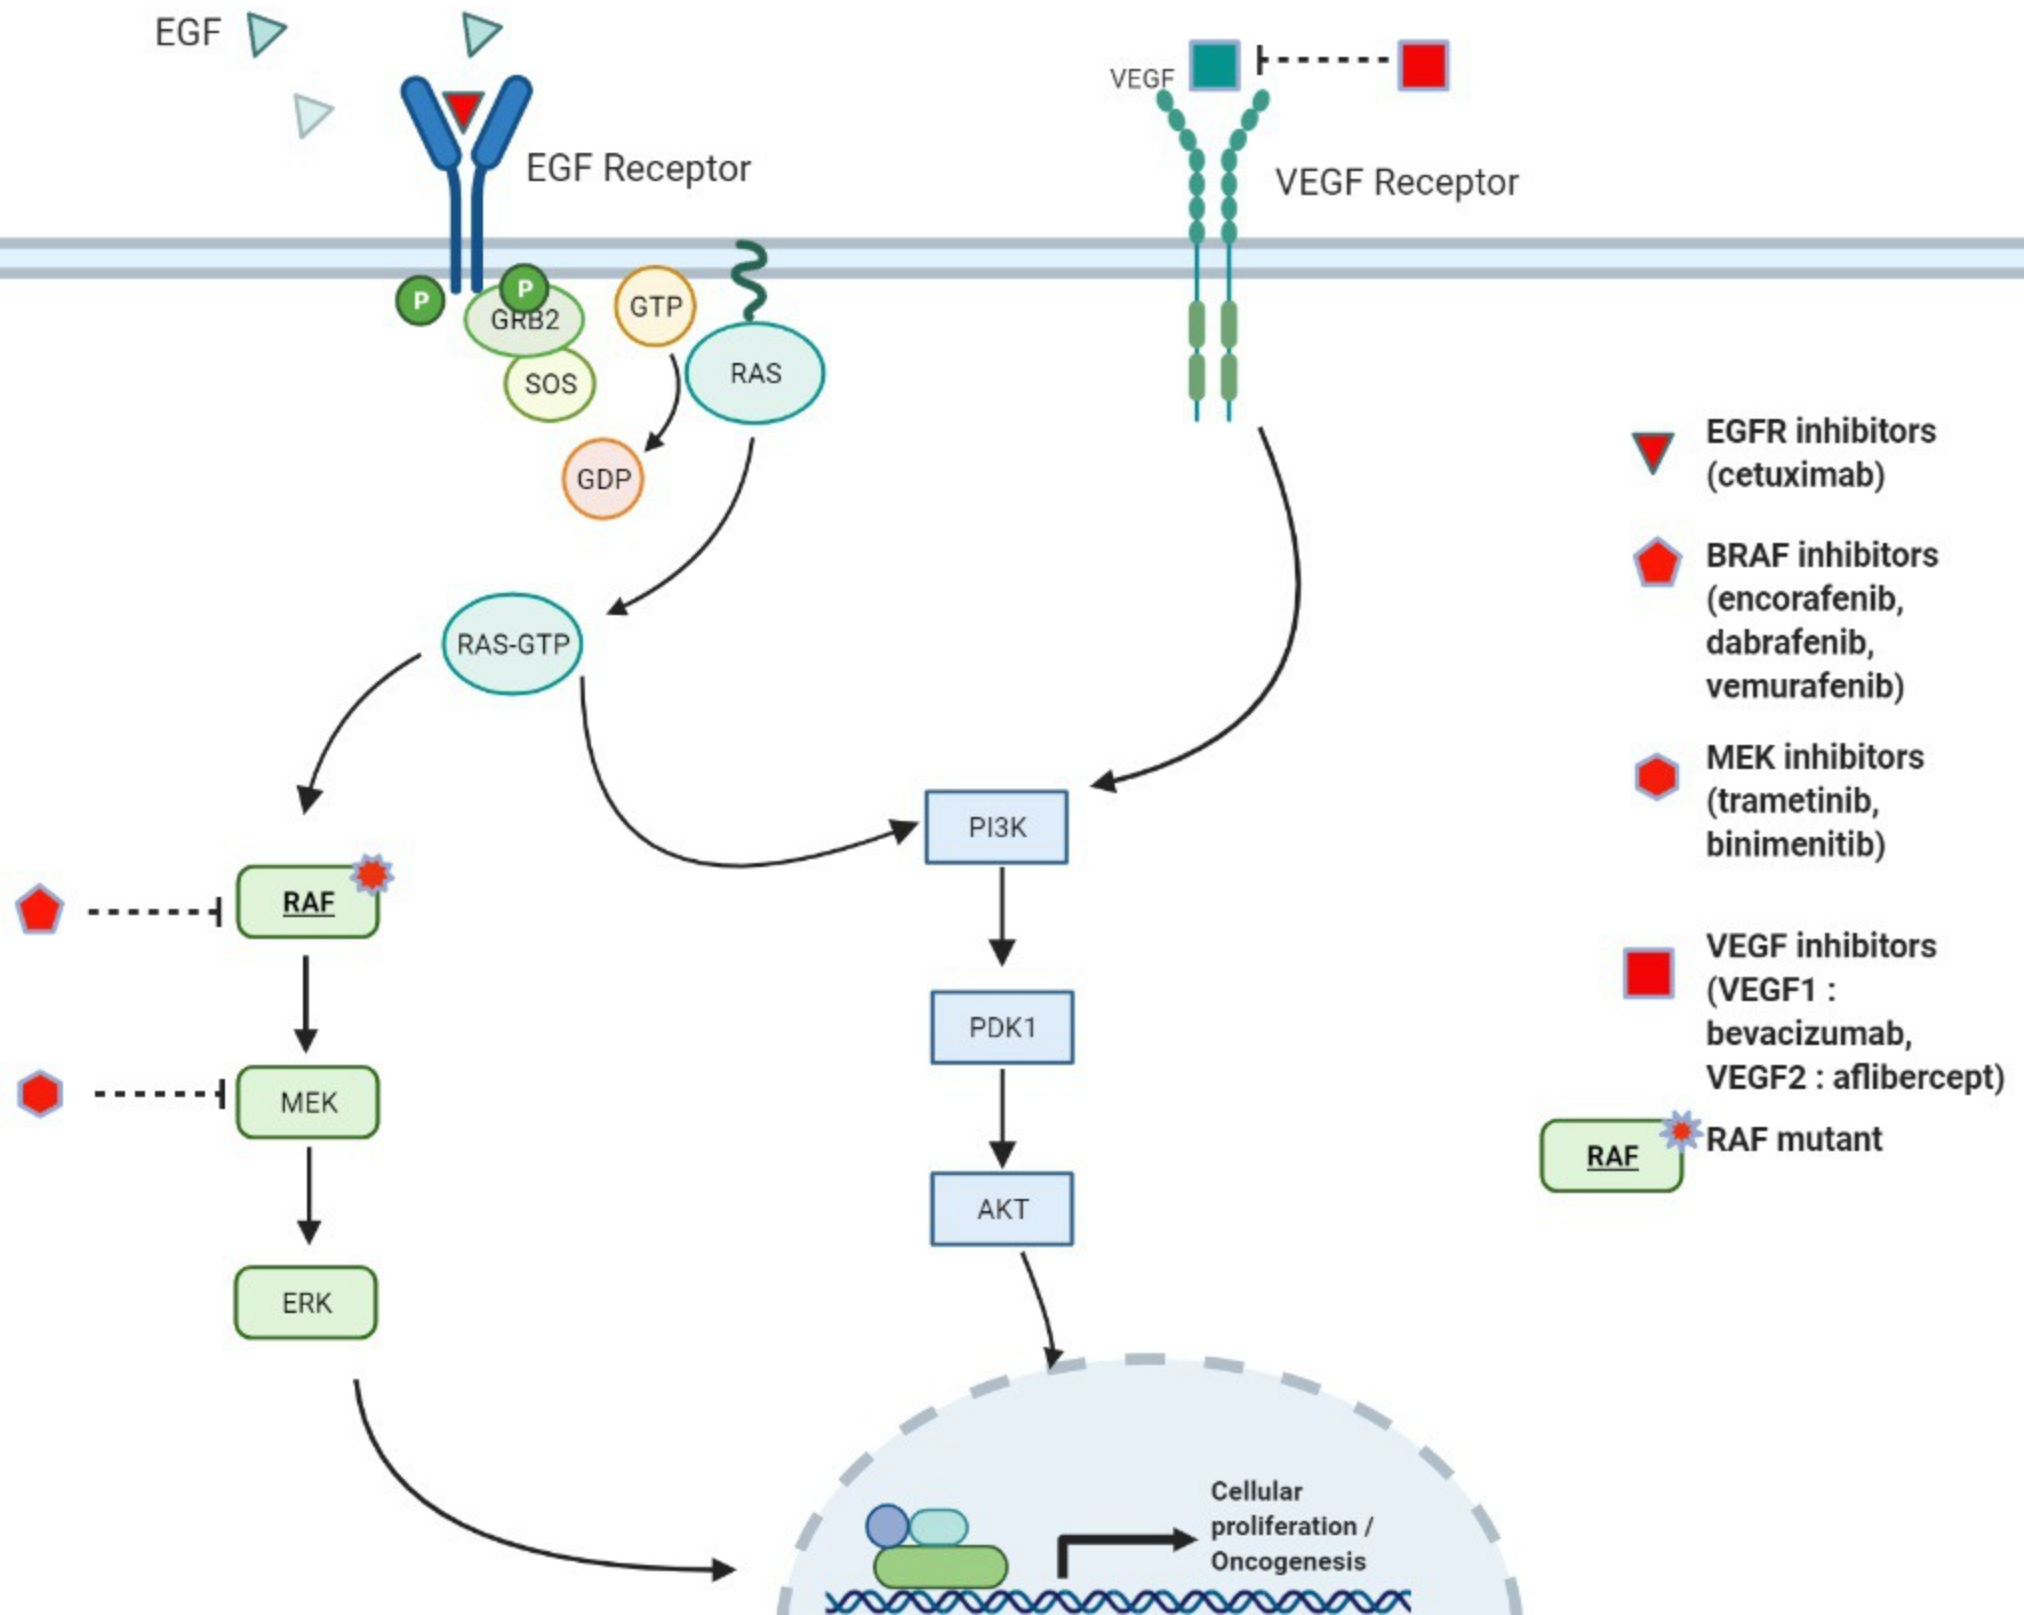 EGF
VEGF
EGF Receptor
VEGF Receptor
P
P
GRB2
SOS
GTP
RAS
GDP
RAS-GTP
RAF
MEK
ERK
PI3K
PDK1
AKT
Cellular
proliferation /
Oncogenesis
EGFR inhibitors
(cetuximab)
BRAF inhibitors
(encorafenib,
dabrafenib,
vemurafenib)
MEK inhibitors
(trametinib,
binimenitib)
VEGF inhibitors
(VEGF1 :
bevacizumab,
VEGF2 : aflibercept)
RAF
RAF mutant